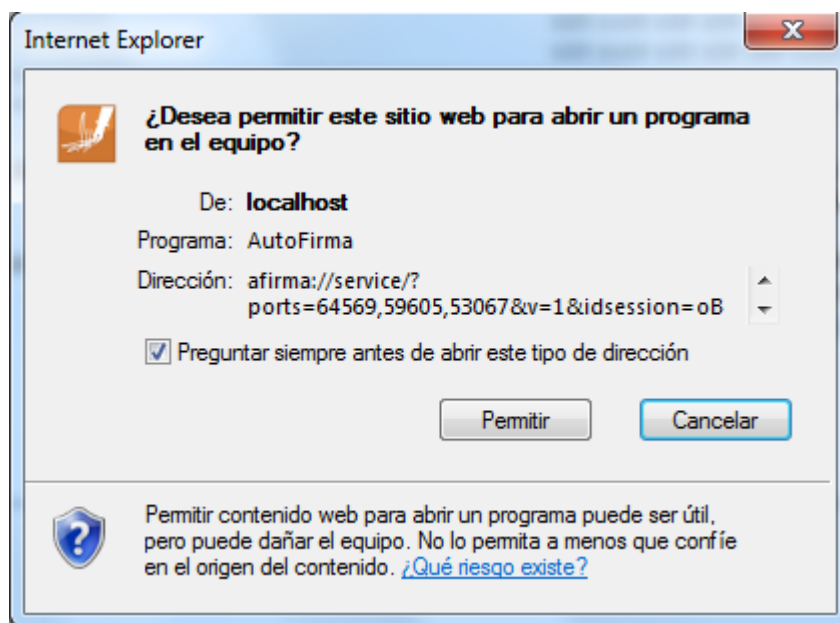 Internet Explorer
¿Desea permitir este sitio web para abrir un programa
en el equipo?
De: localhost
Programa: AutoFirma
Dirección: afirma://service/?
ports=64569,59605,53067&v=1&idsession=oB
Preguntar siempre antes de abrir este tipo de dirección
Permitir Cancelar
Permitir contenido web para abrir un programa puede ser útil,
pero puede dañar el equipo. No lo permita a menos que confíe
en el origen del contenido. ¿Qué riesgo existe?